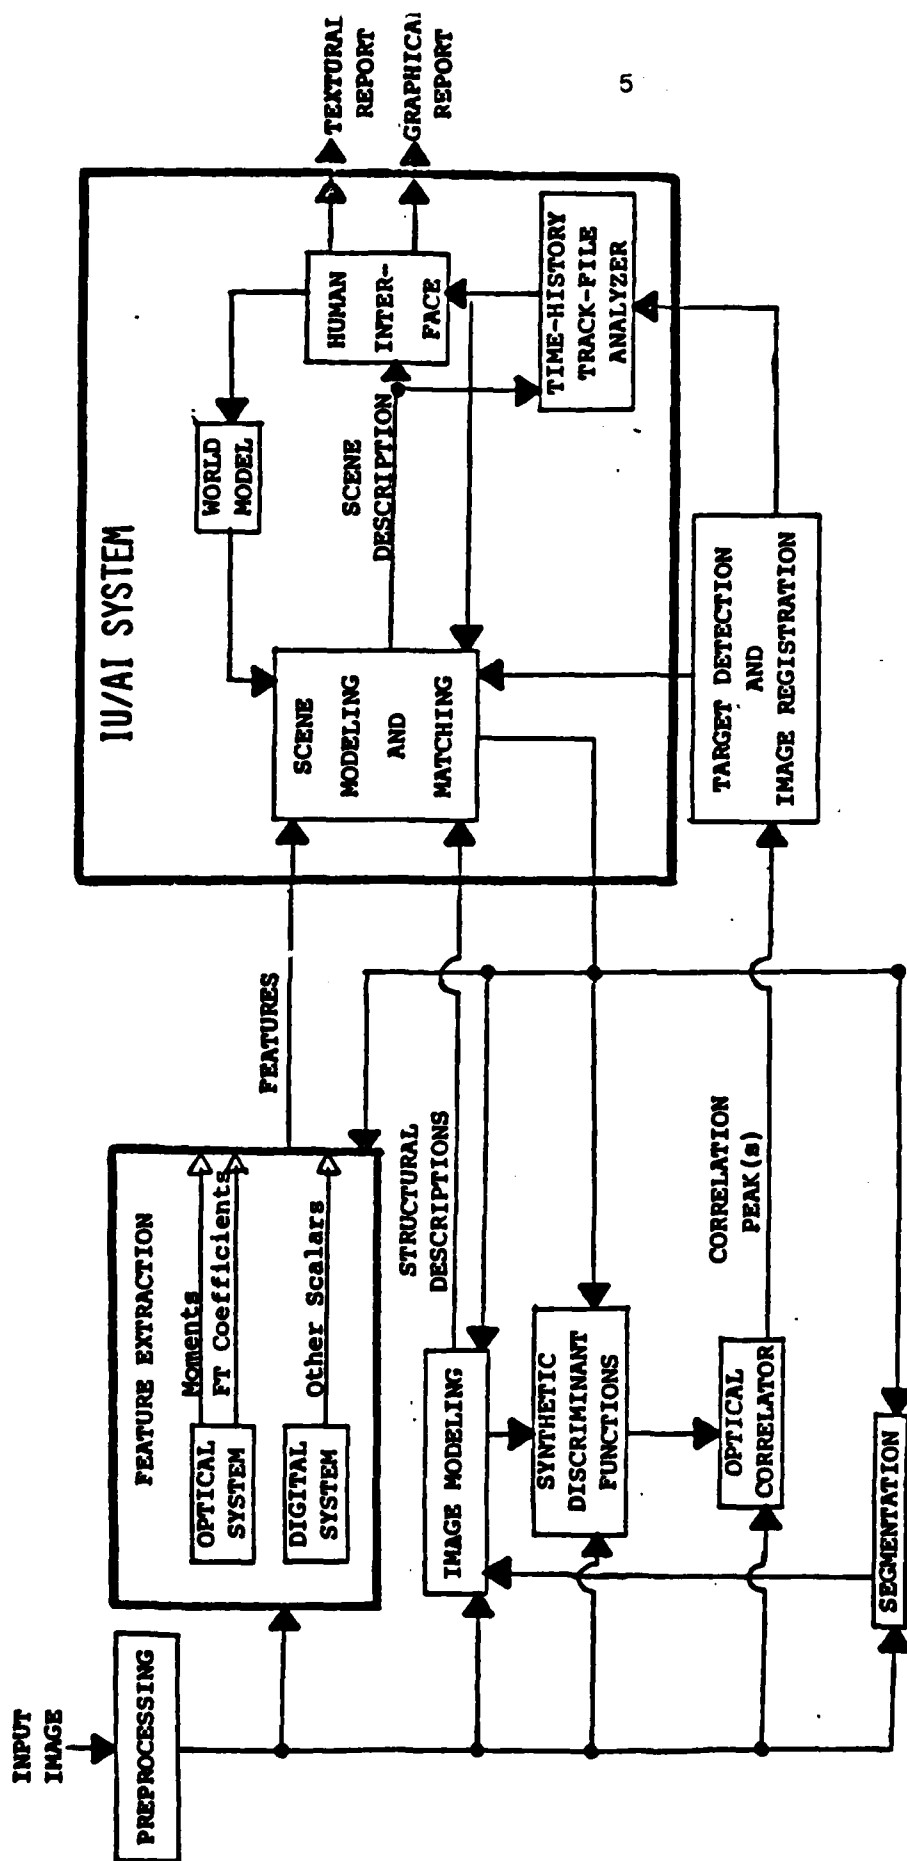 INPUT
IMAGE
PREPROCESSING
FEATURE EXTRACTION
OPTICAL
SYSTEM
Moments
FT Coefficients
DIGITAL
SYSTEM
Other Scalars
FEATURES
IMAGE MODELING
STRUCTURAL
DESCRIPTIONS
SYNTHETIC
DISCRIMINANT
FUNCTIONS
OPTICAL
CORRELATOR
CORRELATION
PEAK(s)
SEGMENTATION
IU/AI SYSTEM
WORLD
MODEL
SCENE
MODELING
AND
MATCHING
SCENE
DESCRIPTION
HUMAN
INTER-
FACE
TIME-HISTORY
TRACK-FILE
ANALYZER
TARGET DETECTION
AND
IMAGE REGISTRATION
TEXTURAL
REPORT
GRAPHICAL
REPORT
5